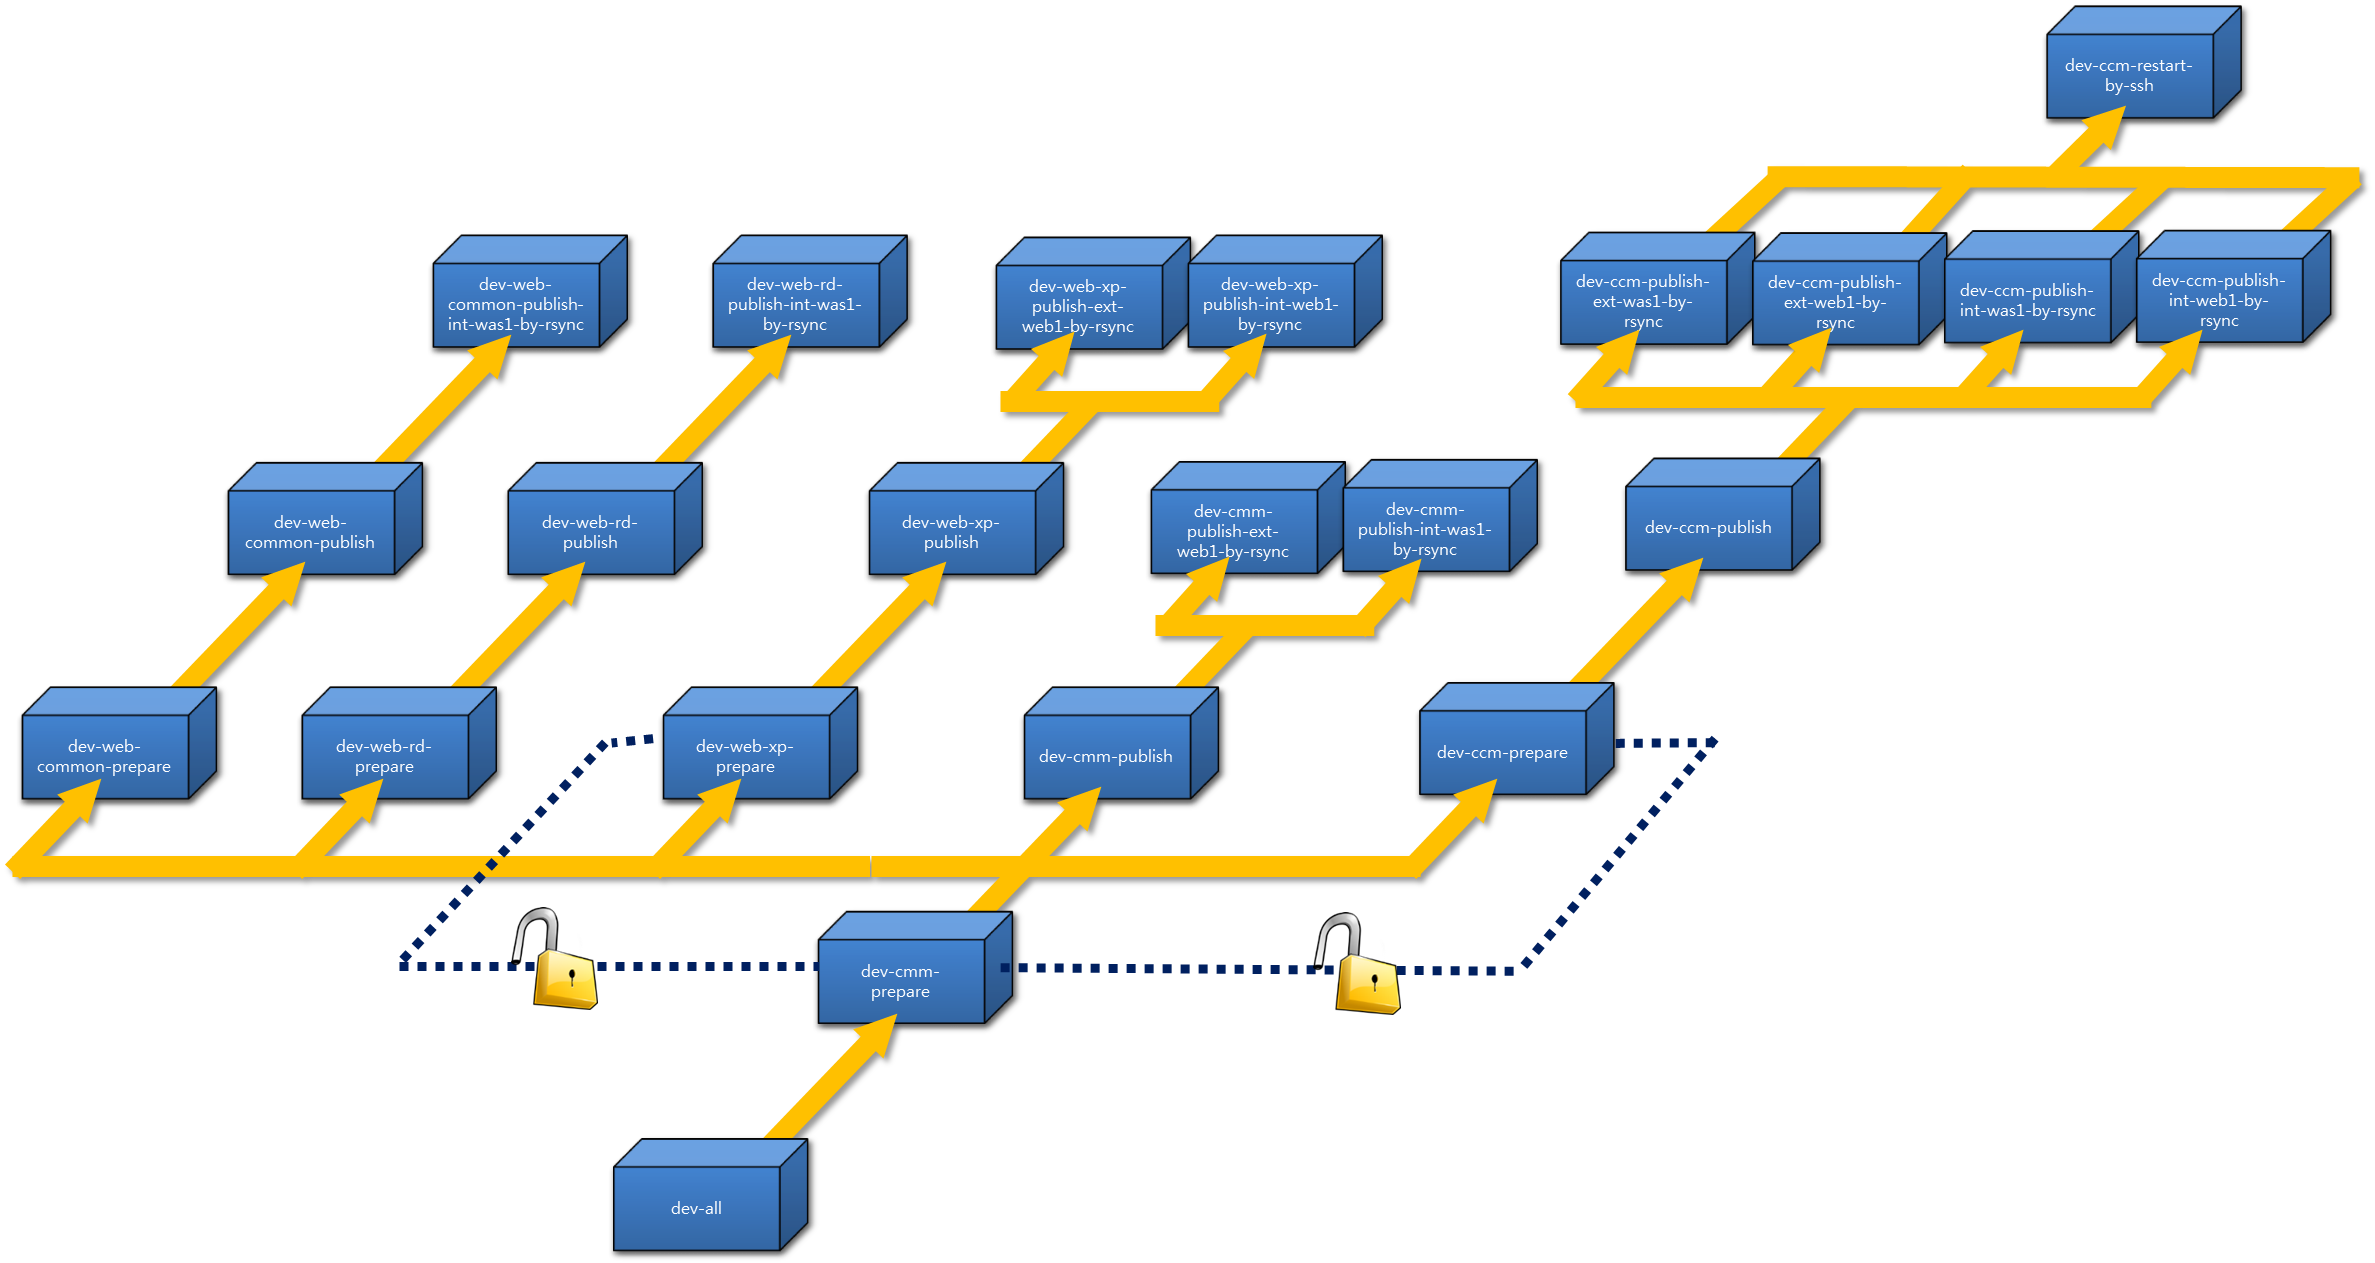 dev-ccm-restart-
by-ssh
dev-web-
common-publish-
int-was1-by-rsync
dev-web-rd-
publish-int-was1-
by-rsync
dev-web-xp-
publish-ext-
web1-by-rsync
dev-web-xp-
publish-int-web1-
by-rsync
dev-ccm-publish-
ext-was1-by-
rsync
dev-ccm-publish-
ext-web1-by-
rsync
dev-ccm-publish-
int-was1-by-rsync
dev-ccm-publish-
int-web1-by-
rsync
dev-web-
common-publish
dev-web-rd-
publish
dev-web-xp-
publish
dev-cmm-
publish-ext-
web1-by-rsync
dev-cmm-
publish-int-was1-
by-rsync
dev-ccm-publish
dev-web-
common-prepare
dev-web-rd-
prepare
dev-web-xp-
prepare
dev-cmm-publish
dev-ccm-prepare
dev-cmm-
prepare
dev-all